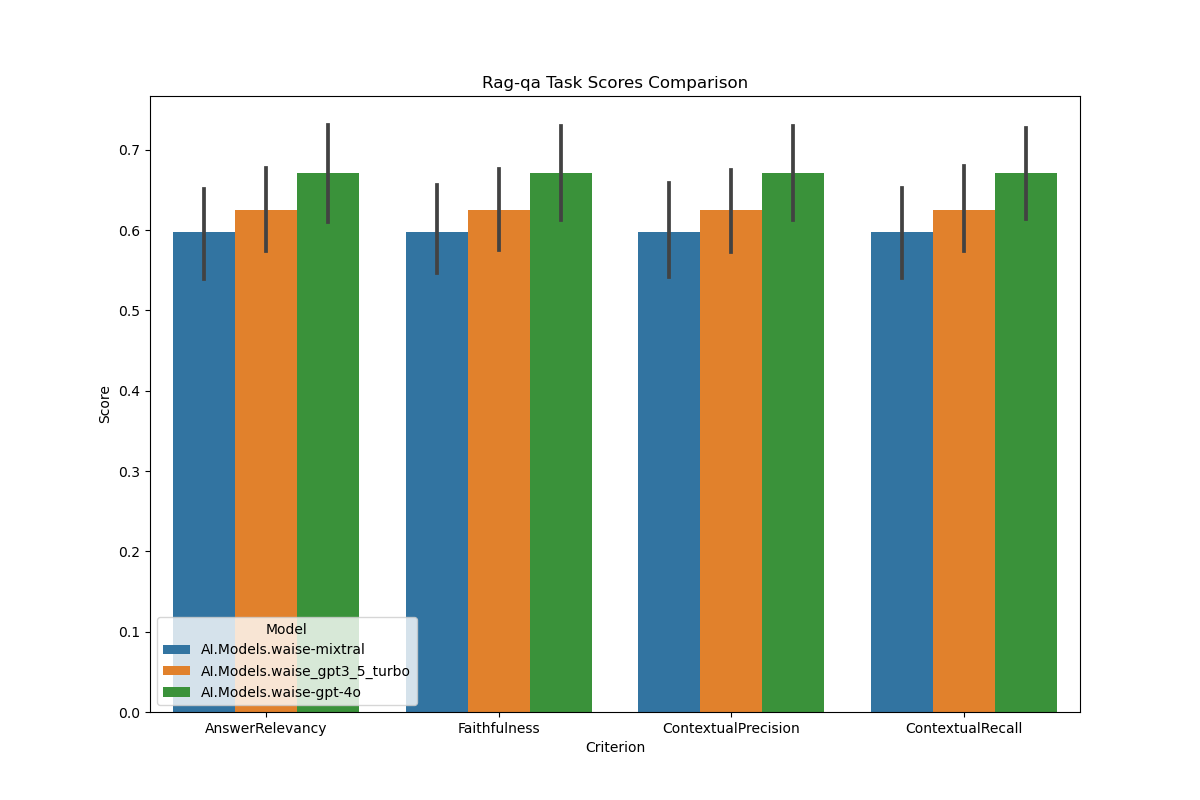 Rag-qa Task Scores Comparison
Score
0.7
0.6
0.5
0.4
0.3
0.2
0.1
0.0
Model
AI.Models.waise-mixtral
AI.Models.waise_gpt3_5_turbo
AI.Models.waise-gpt-4o
AnswerRelevancy
Faithfulness
ContextualPrecision
ContextualRecall
Criterion